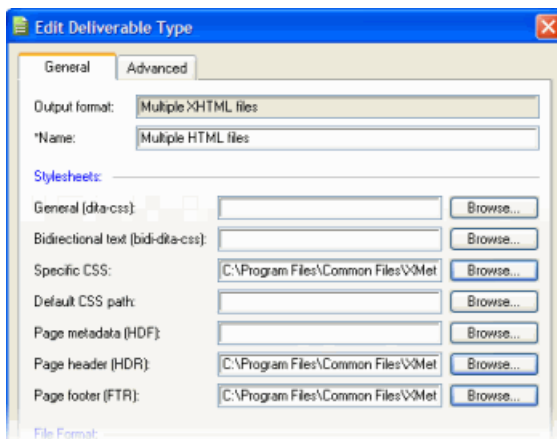 Edit Deliverable Type
General Advanced
Output format: Multiple XHTML files
*Name: Multiple HTML files
Stylesheets:
General (dita-css): Browse...
Bidirectional text (bidi-dita-css): Browse...
Specific CSS: C:\Program Files\Common Files\XMet Browse...
Default CSS path: Browse...
Page metadata (HDF): Browse...
Page header (HDR): C:\Program Files\Common Files\XMet Browse...
Page footer (FTR): C:\Program Files\Common Files\XMet Browse...
File Format: